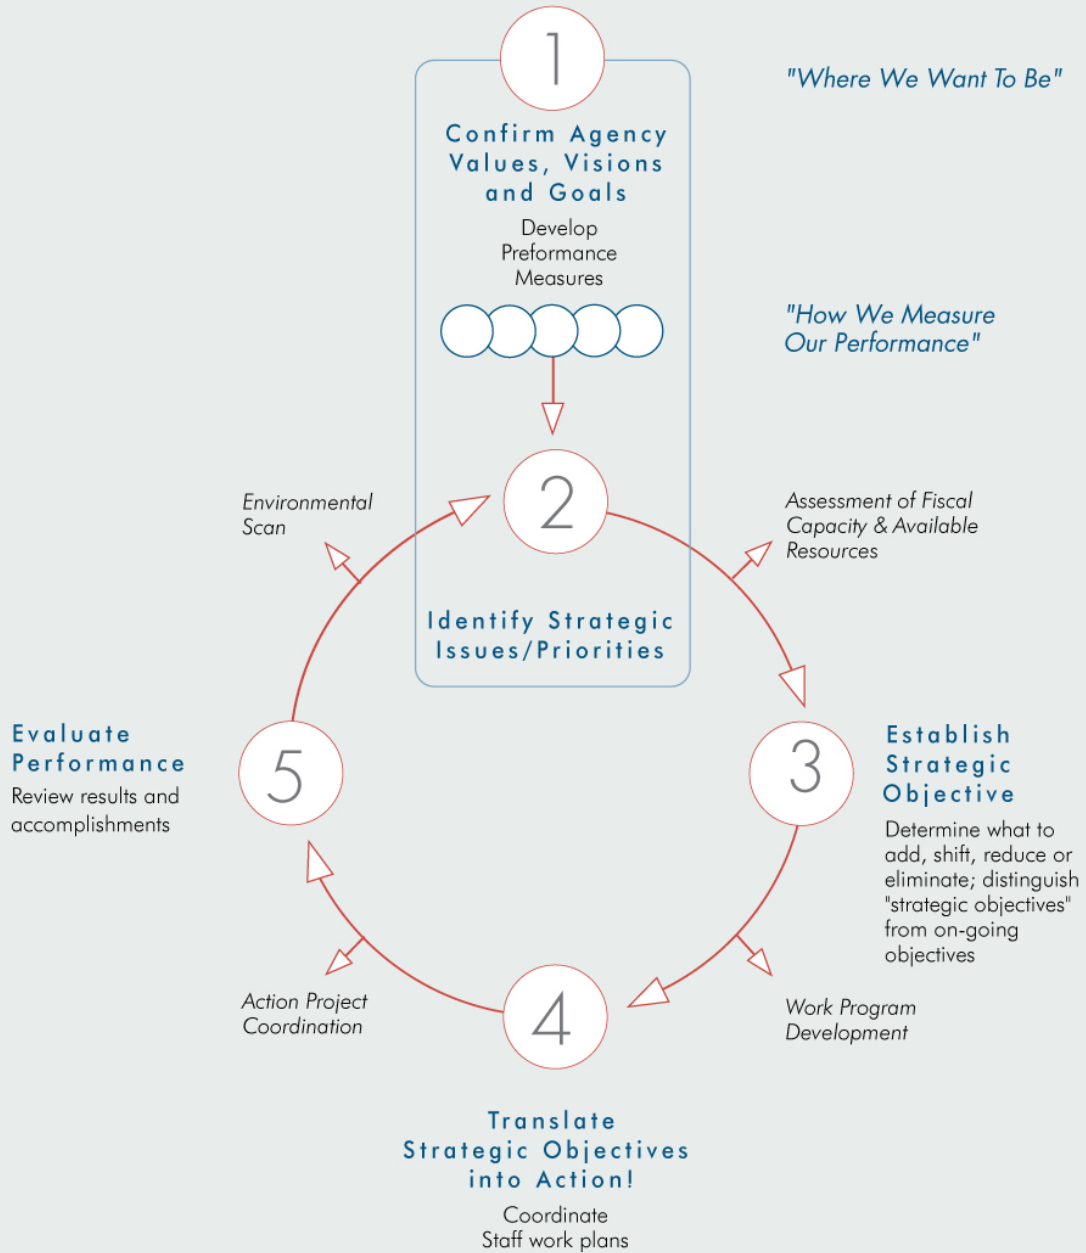 1
"Where We Want To Be"
Confirm Agency
Values, Visions
and Goals
Develop
Preformance
Measures
"How We Measure
Our Performance"
2
Environmental
Scan
Assessment of Fiscal
Capacity & Available
Resources
Identify Strategic
Issues/Priorities
3
Establish
Strategic
Objective
Determine what to
add, shift, reduce or
eliminate; distinguish
"strategic objectives"
from on-going
objectives
Work Program
Development
4
Translate
Strategic Objectives
into Action!
Coordinate
Staff work plans
Action Project
Coordination
5
Evaluate
Performance
Review results and
accomplishments